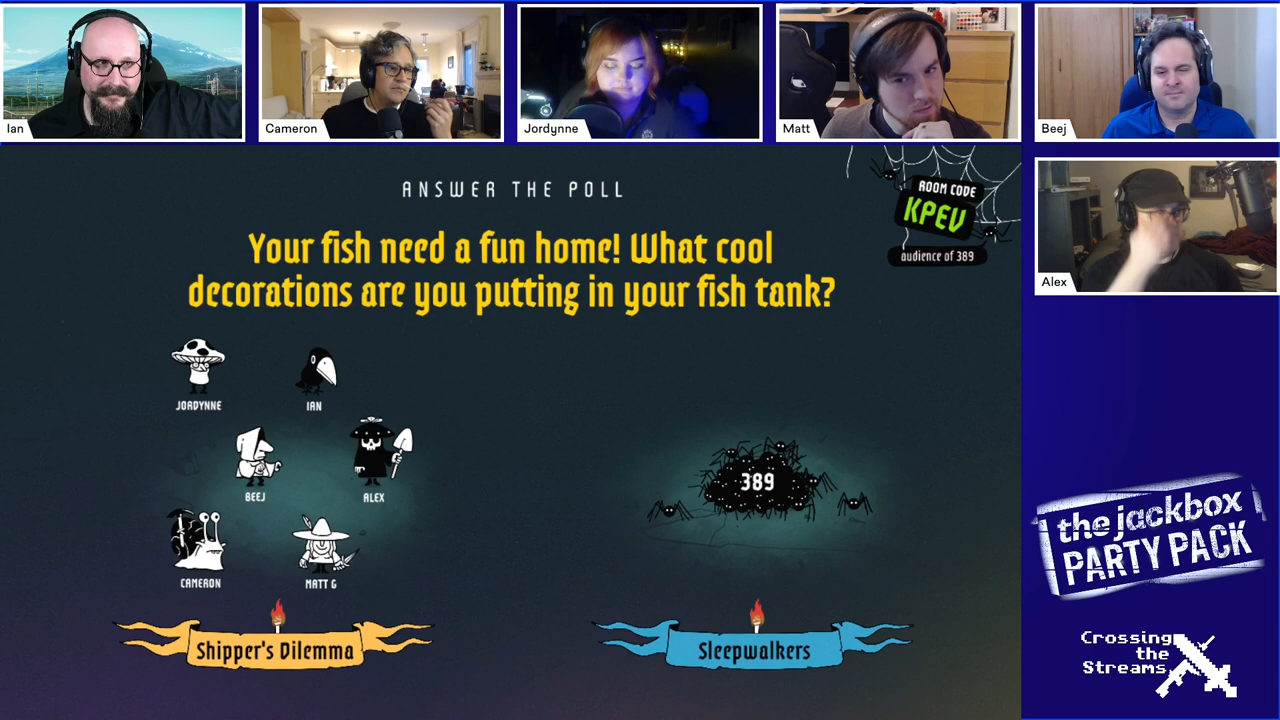 Ian
Cameron
Jordynne
Matt
Beej
ANSWER THE POLL
ROOM CODE
KPEV
audience of 389
Your fish need a fun home! What cool
decorations are you putting in your fish tank?
Alex
JORDYNNE
IAN
BEEJ
ALEX
389
CAMERON
MATT G
Shipper's Dilemma
Sleepwalkers
the jackbox
PARTY PACK
Crossing
the
Streams